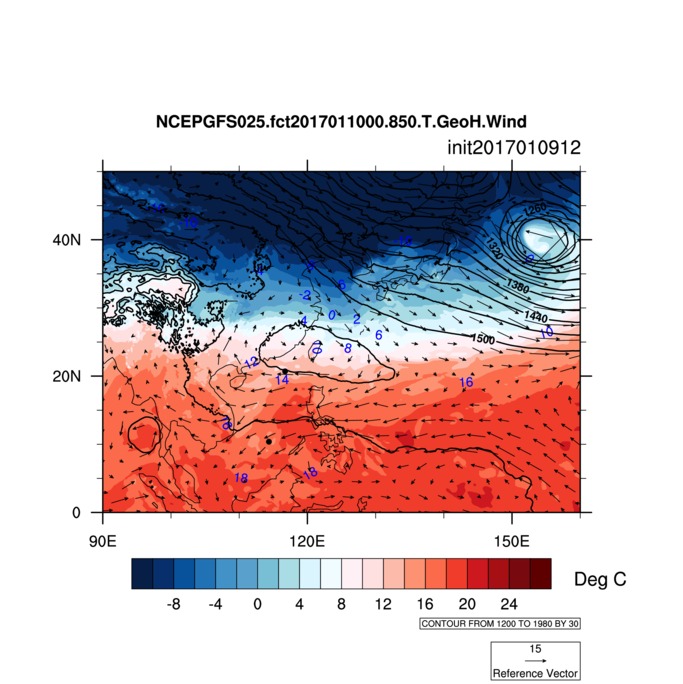 NCEPGFS025.fct2017011000.850.T.GeoH.Wind
init2017010912
1260
1320
40N
1380
-2
0
2
1440
4
6
10
1500
8
12
20N
14
16
18
18
0
90E
120E
150E
-8 -4 0 4 8 12 16 20 24
Deg C
CONTOUR FROM 1200 TO 1980 BY 30
15
Reference Vector